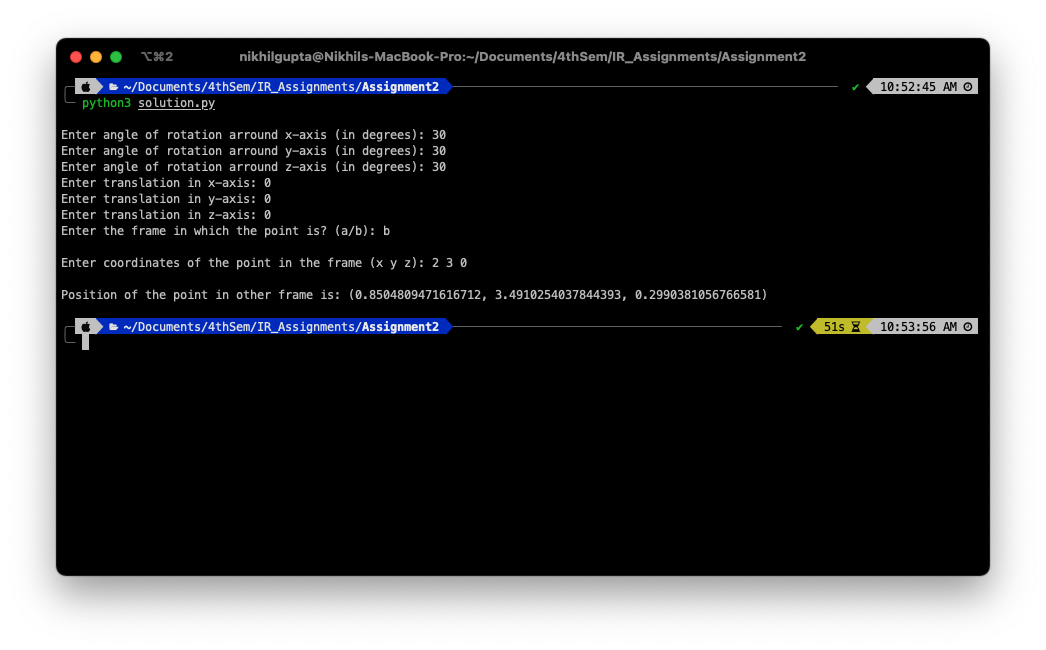 ⌥⌘2 nikhilgupta@Nikhils-MacBook-Pro:~/Documents/4thSem/IR_Assignments/Assignment2
~/Documents/4thSem/IR_Assignments/Assignment2 ✔ 10:52:45 AM
python3 solution.py
Enter angle of rotation arround x-axis (in degrees): 30
Enter angle of rotation arround y-axis (in degrees): 30
Enter angle of rotation arround z-axis (in degrees): 30
Enter translation in x-axis: 0
Enter translation in y-axis: 0
Enter translation in z-axis: 0
Enter the frame in which the point is? (a/b): b
Enter coordinates of the point in the frame (x y z): 2 3 0
Position of the point in other frame is: (0.8504809471616712, 3.4910254037844393, 0.2990381056766581)
~/Documents/4thSem/IR_Assignments/Assignment2 ✔ 51s 10:53:56 AM